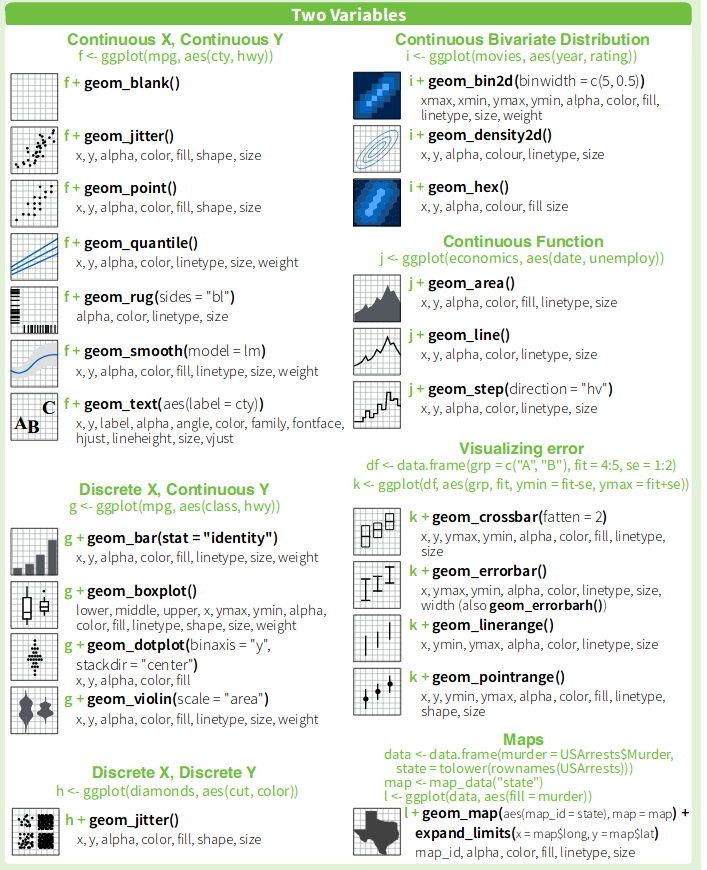 Two Variables
Continuous X, Continuous Y
f <- ggplot(mpg, aes(cty, hwy))
f + geom_blank()
f + geom_jitter()
x, y, alpha, color, fill, shape, size
f + geom_point()
x, y, alpha, color, fill, shape, size
f + geom_quantile()
x, y, alpha, color, linetype, size, weight
f + geom_rug(sides = "bl")
alpha, color, linetype, size
f + geom_smooth(model = lm)
x, y, alpha, color, fill, linetype, size, weight
C
AB
f + geom_text(aes(label = cty))
x, y, label, alpha, angle, color, family, fontface,
hjust, lineheight, size, vjust
Discrete X, Continuous Y
g <- ggplot(mpg, aes(class, hwy))
g + geom_bar(stat = "identity")
x, y, alpha, color, fill, linetype, size, weight
g + geom_boxplot()
lower, middle, upper, x, ymax, ymin, alpha,
color, fill, linetype, shape, size, weight
g + geom_dotplot(binaxis = "y",
stackdir = "center")
x, y, alpha, color, fill
g + geom_violin(scale = "area")
x, y, alpha, color, fill, linetype, size, weight
Discrete X, Discrete Y
h <- ggplot(diamonds, aes(cut, color))
h + geom_jitter()
x, y, alpha, color, fill, shape, size
Continuous Bivariate Distribution
i <- ggplot(movies, aes(year, rating))
i + geom_bin2d(binwidth = c(5, 0.5))
xmax, xmin, ymax, ymin, alpha, color, fill,
linetype, size, weight
i + geom_density2d()
x, y, alpha, colour, linetype, size
i + geom_hex()
x, y, alpha, colour, fill size
Continuous Function
j <- ggplot(economics, aes(date, unemploy))
j + geom_area()
x, y, alpha, color, fill, linetype, size
j + geom_line()
x, y, alpha, color, linetype, size
j + geom_step(direction = "hv")
x, y, alpha, color, linetype, size
Visualizing error
df <- data.frame(grp = c("A", "B"), fit = 4:5, se = 1:2)
k <- ggplot(df, aes(grp, fit, ymin = fit-se, ymax = fit+se))
k + geom_crossbar(fatten = 2)
x, y, ymax, ymin, alpha, color, fill, linetype,
size
k + geom_errorbar()
x, ymax, ymin, alpha, color, linetype, size,
width (also geom_errorbarh())
k + geom_linerange()
x, ymin, ymax, alpha, color, linetype, size
k + geom_pointrange()
x, y, ymin, ymax, alpha, color, fill, linetype,
shape, size
Maps
data <- data.frame(murder = USArrests$Murder,
state = tolower(rownames(USArrests)))
map <- map_data("state")
l <- ggplot(data, aes(fill = murder))
l + geom_map(aes(map_id = state), map = map) +
expand_limits(x = map$long, y = map$lat)
map_id, alpha, color, fill, linetype, size